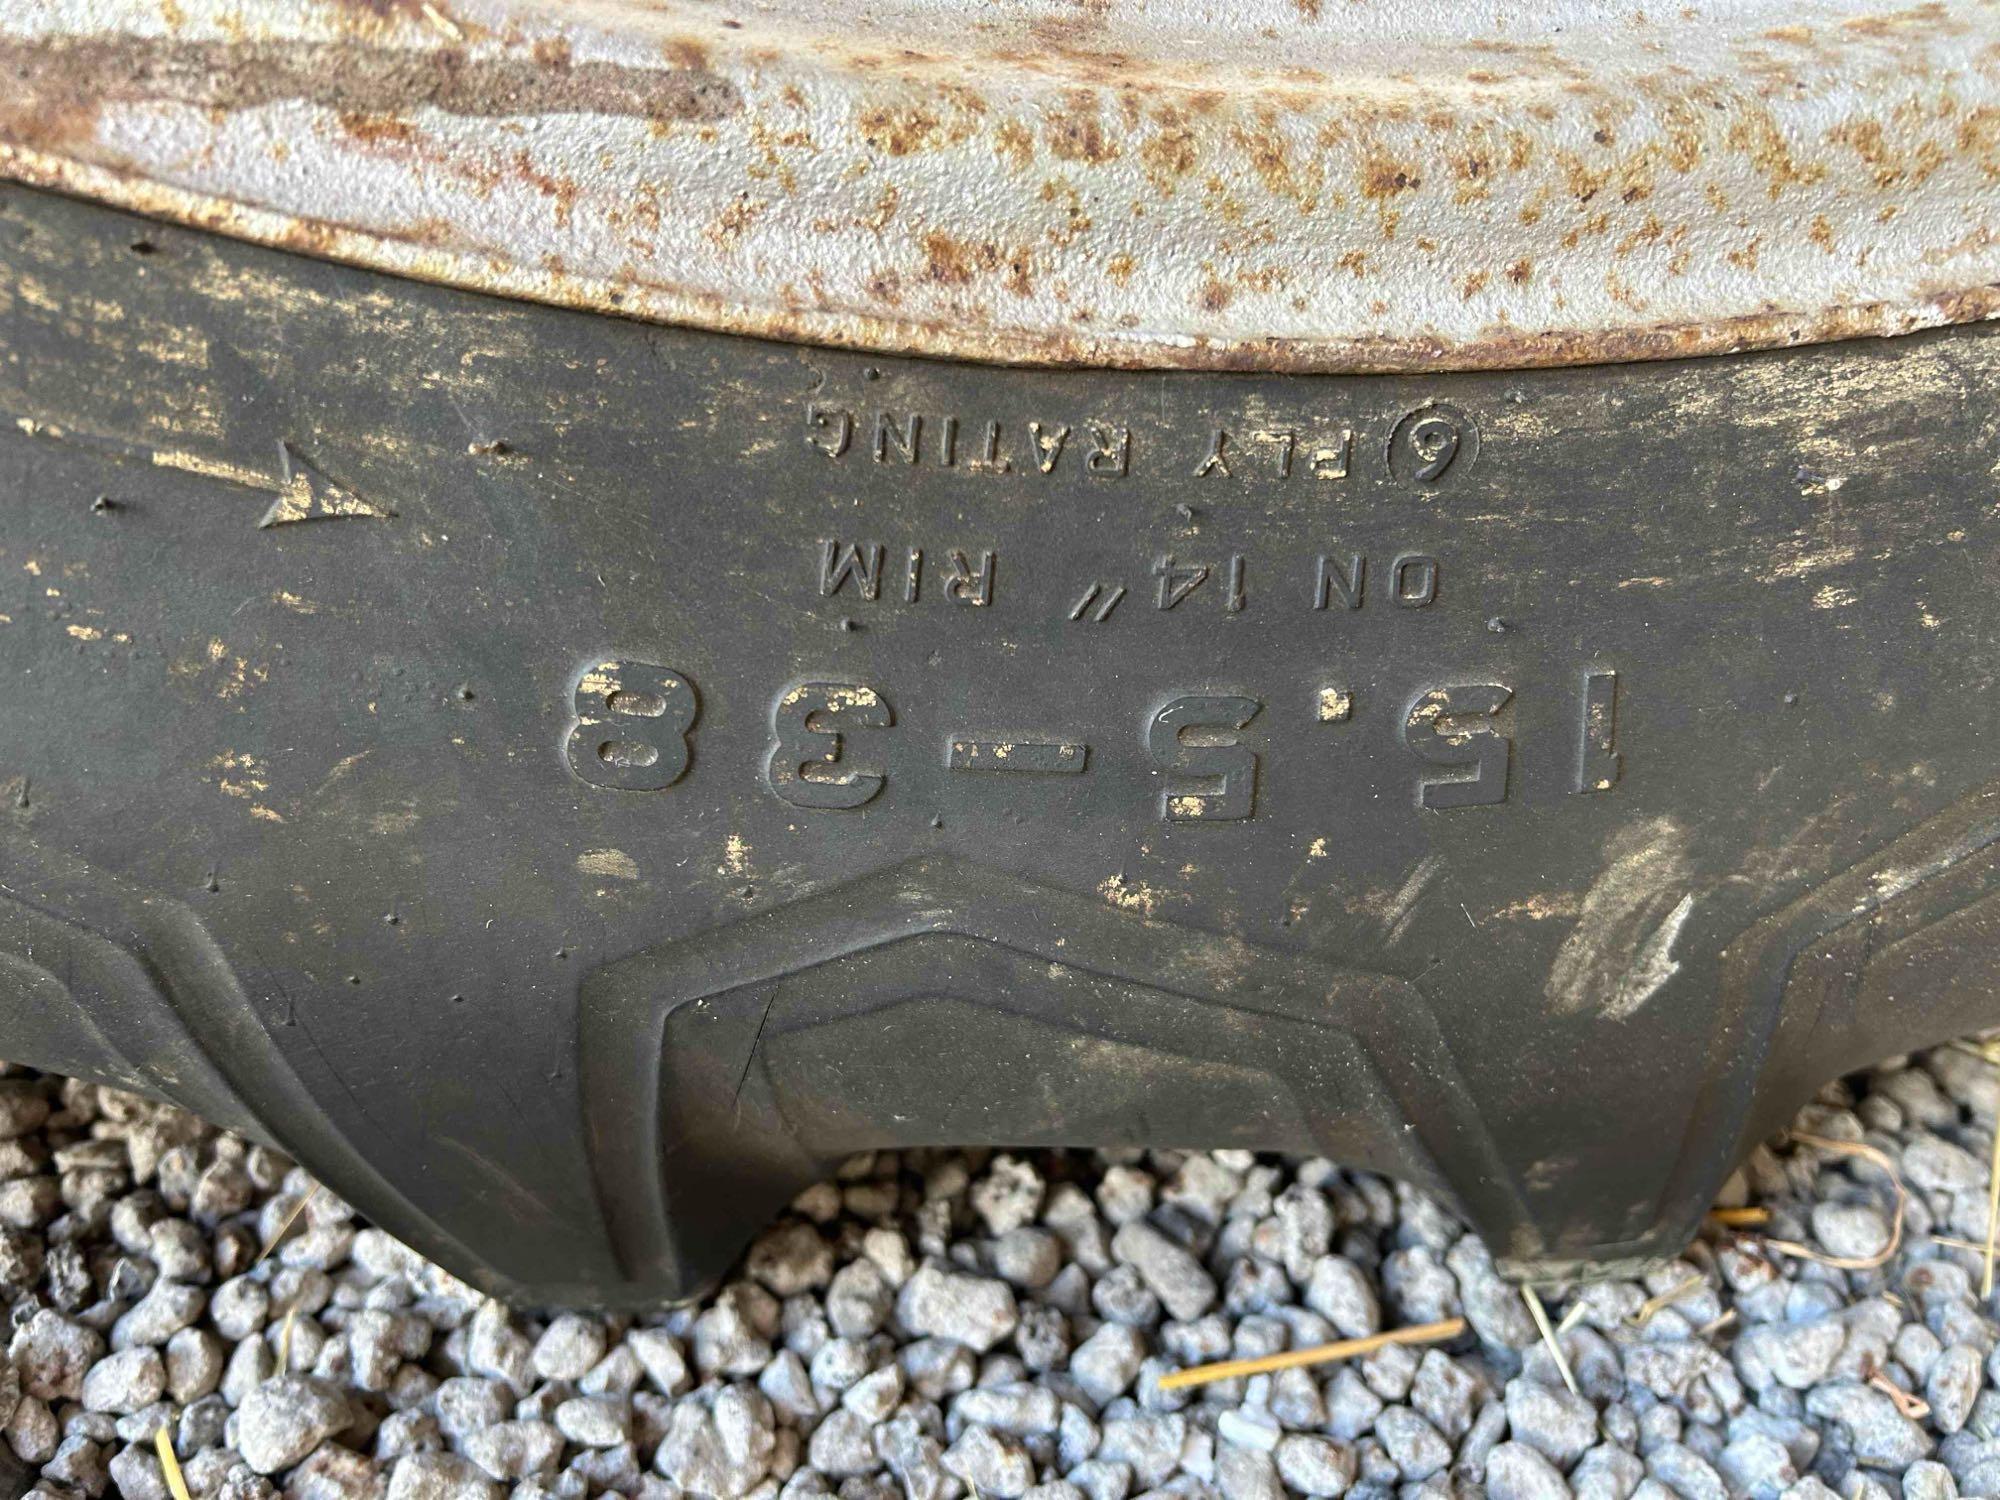 15.5-38
ON 14" RIM
6 PLY RATING